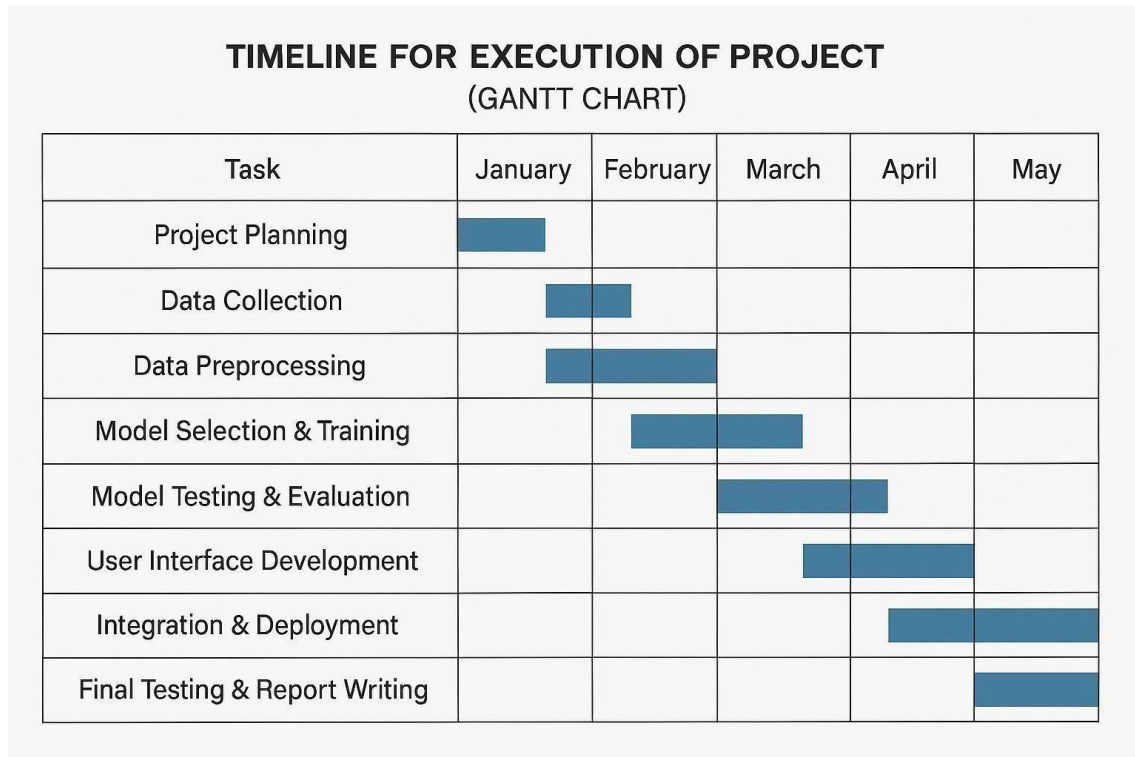 TIMELINE FOR EXECUTION OF PROJECT
(GANTT CHART)
Task January February March April May
Project Planning
Data Collection
Data Preprocessing
Model Selection & Training
Model Testing & Evaluation
User Interface Development
Integration & Deployment
Final Testing & Report Writing